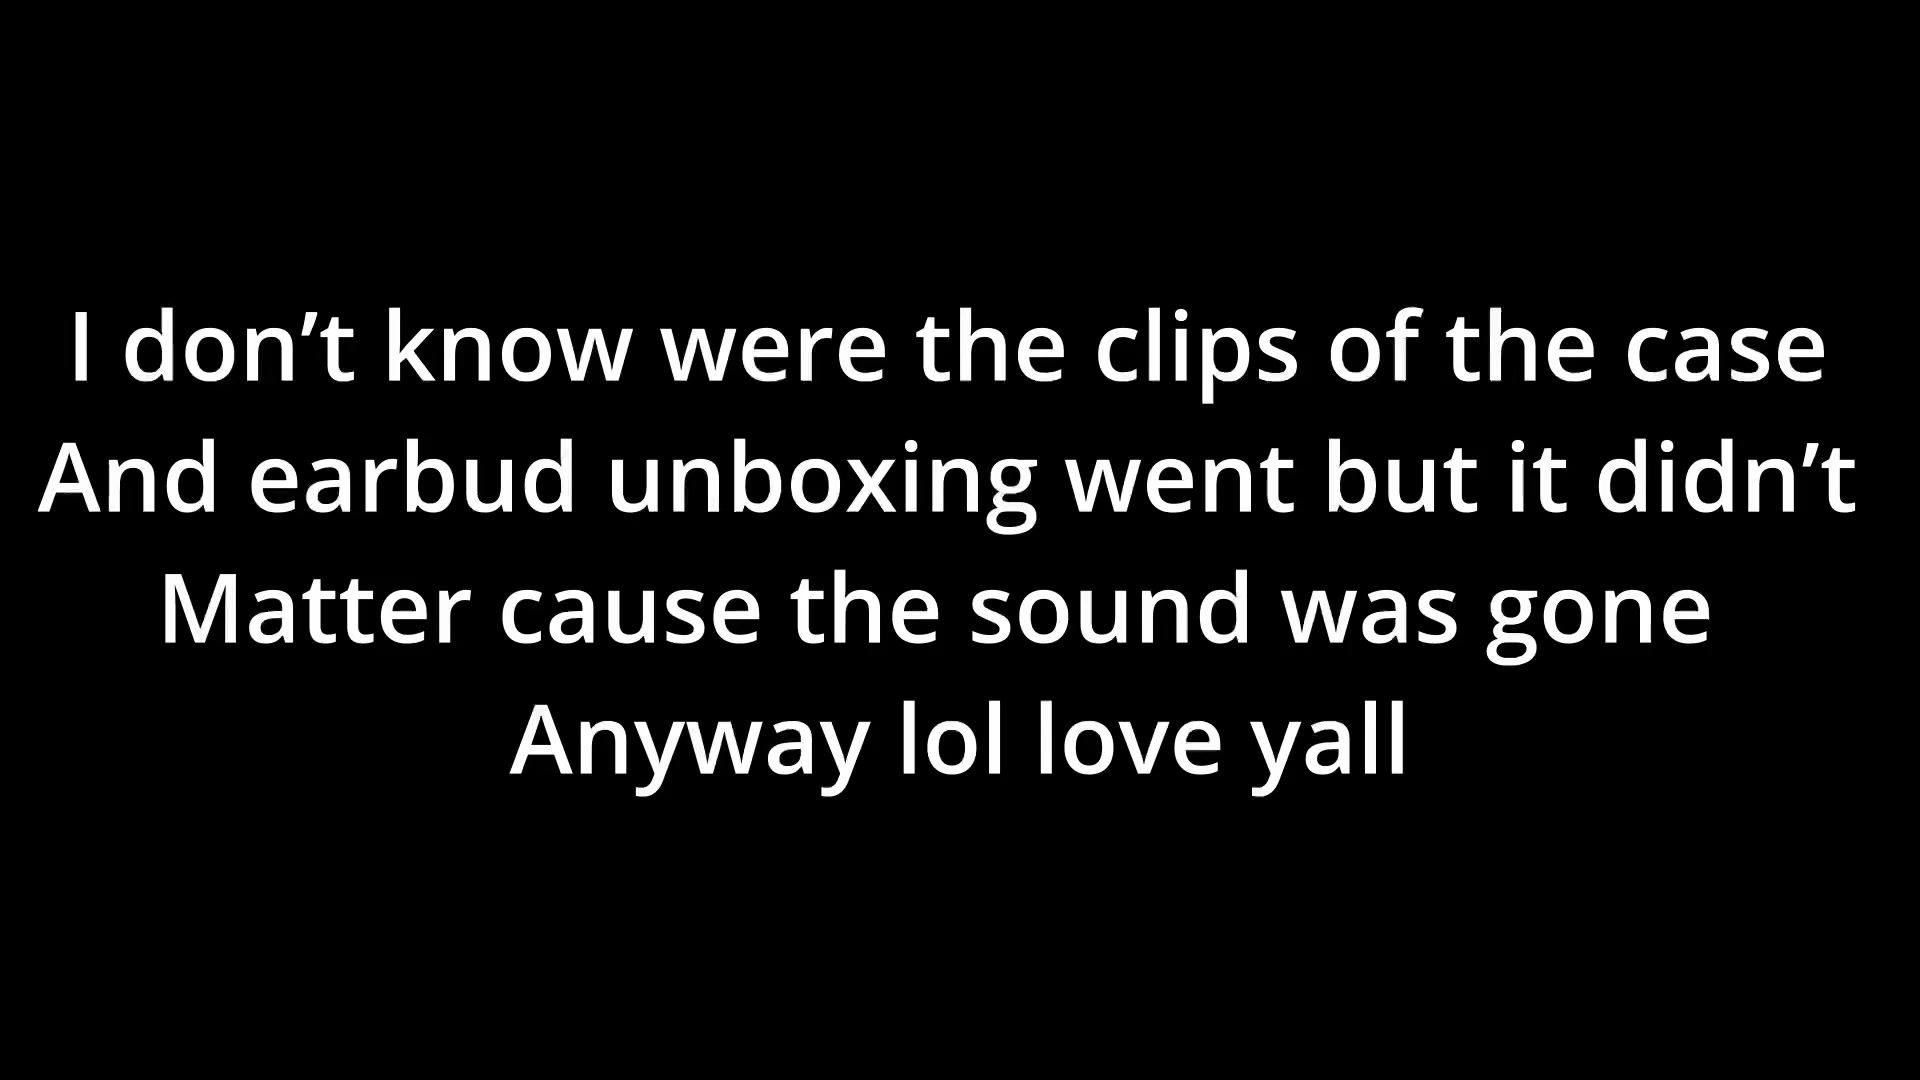 I don’t know were the clips of the case
And earbud unboxing went but it didn’t
Matter cause the sound was gone
Anyway lol love yall